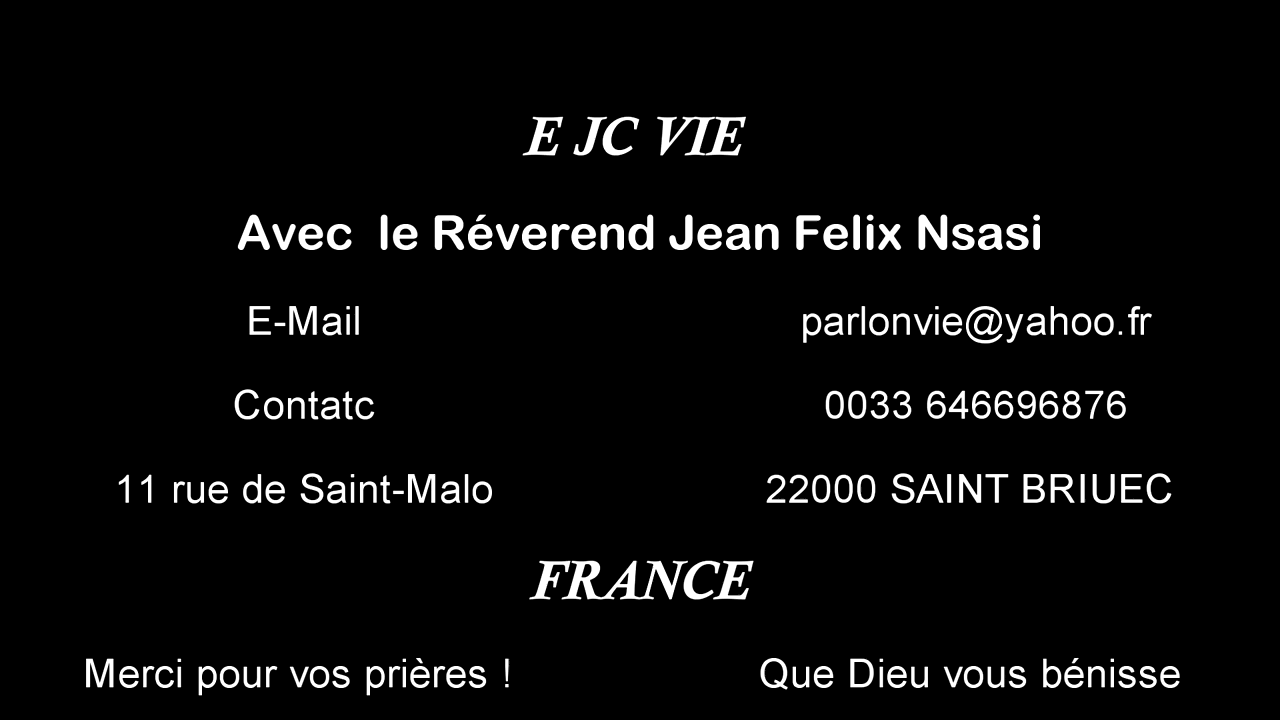 E JC VIE
Avec le Réverend Jean Felix Nsasi
E-Mail parlonvie@yahoo.fr
Contatc 0033 646696876
11 rue de Saint-Malo 22000 SAINT BRIUEC
FRANCE
Merci pour vos prières ! Que Dieu vous bénisse